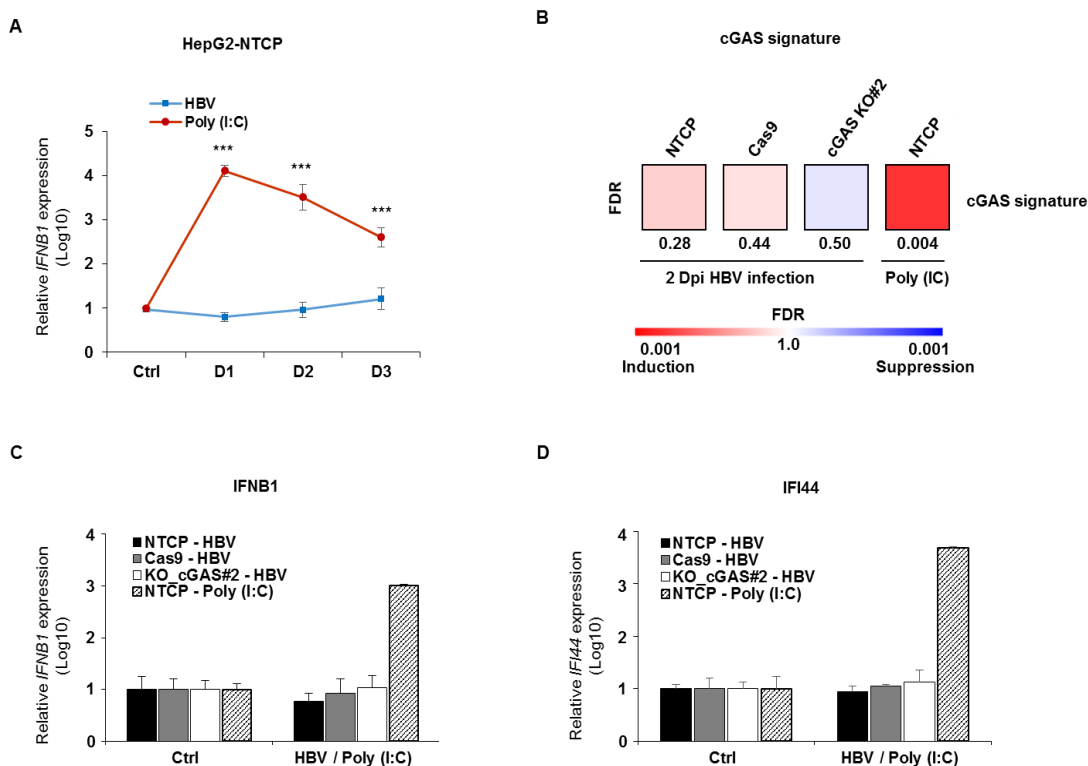 A
HepG2-NTCP
HBV
Poly (I:C)
Relative IFNB1 expression
(Log10)
5
4
3
2
1
0
***
***
***
Ctrl
D1
D2
D3
B
cGAS signature
NTCP
Cas9
cGAS KO#2
NTCP
FDR
cGAS signature
0.28
0.44
0.50
0.004
2 Dpi HBV infection
Poly (IC)
FDR
0.001
1.0
0.001
Induction
Suppression
C
IFNB1
NTCP - HBV
Cas9 - HBV
KO_cGAS#2 - HBV
NTCP - Poly (I:C)
Relative IFNB1 expression
(Log10)
4
3
2
1
0
Ctrl
HBV / Poly (I:C)
D
IFI44
NTCP - HBV
Cas9 - HBV
KO_cGAS#2 - HBV
NTCP - Poly (I:C)
Relative IFI44 expression
(Log10)
4
3
2
1
0
Ctrl
HBV / Poly (I:C)